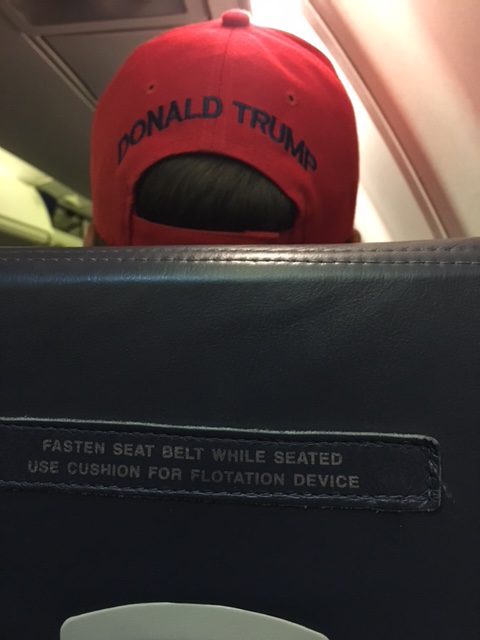 DONALD TRUMP
FASTEN SEAT BELT WHILE SEATED
USE CUSHION FOR FLOTATION DEVICE